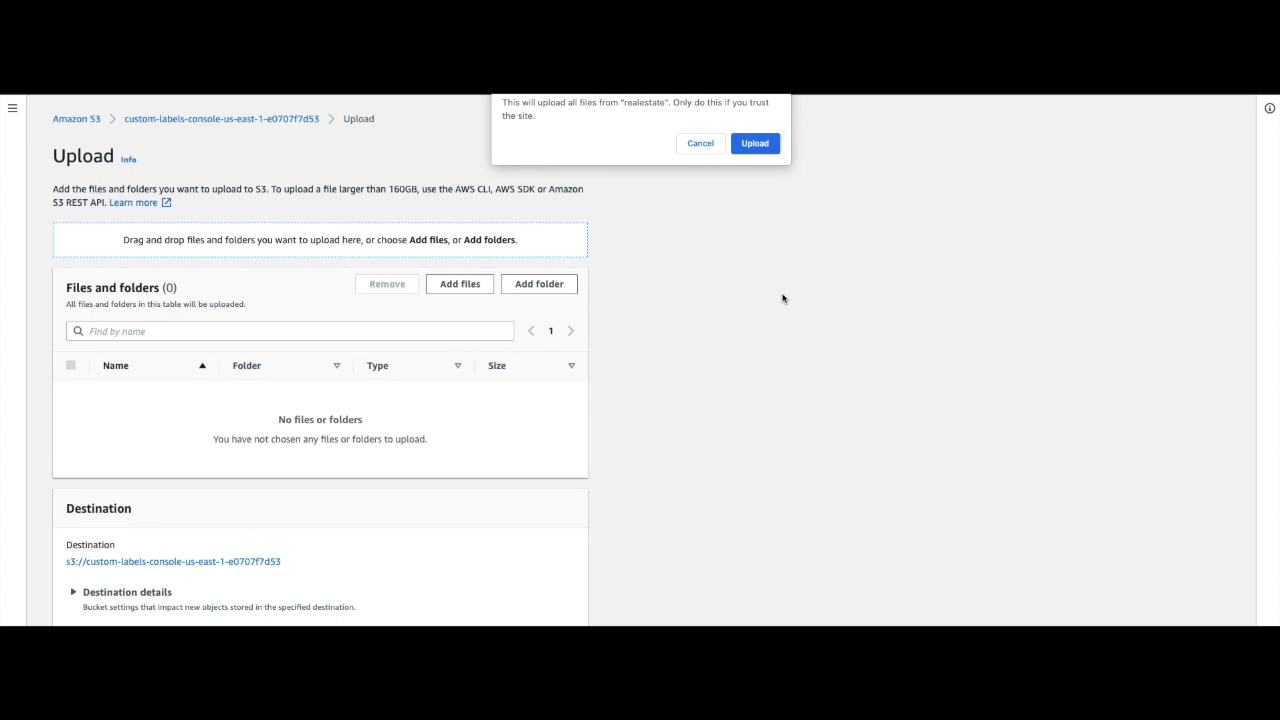 This will upload all files from "realestate". Only do this if you trust
the site.
Cancel
Upload
Amazon S3
custom-labels-console-us-east-1-e0707f7d53
Upload
Upload
Info
Add the files and folders you want to upload to S3. To upload a file larger than 160GB, use the AWS CLI, AWS SDK or Amazon
S3 REST API. Learn more
Drag and drop files and folders you want to upload here, or choose Add files, or Add folders.
Files and folders (0)
All files and folders in this table will be uploaded.
Remove
Add files
Add folder
Find by name
1
Name
Folder
Type
Size
No files or folders
You have not chosen any files or folders to upload.
Destination
Destination
s3://custom-labels-console-us-east-1-e0707f7d53
Destination details
Bucket settings that impact new objects stored in the specified destination.